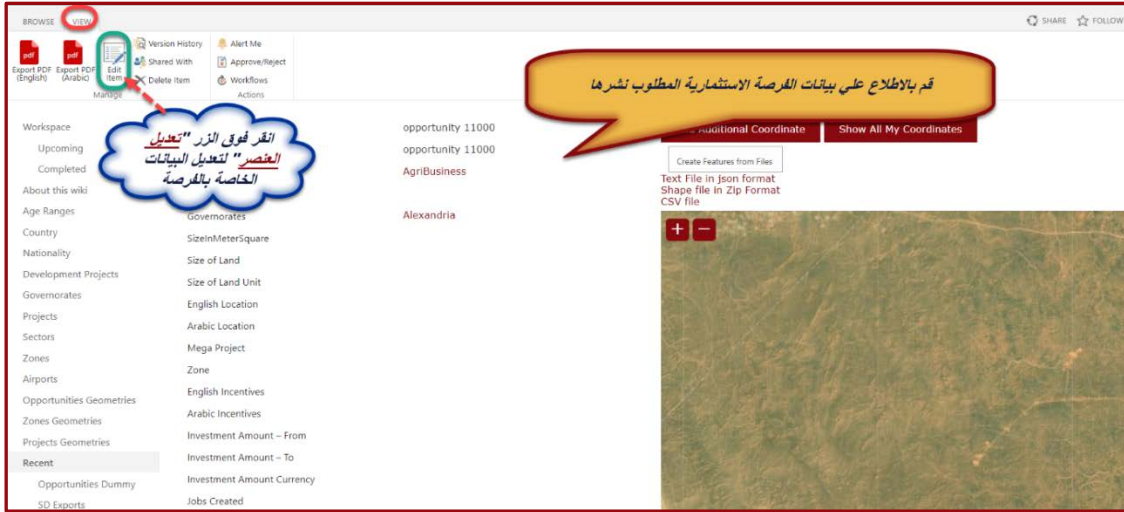 BROWSE VIEW
SHARE FOLLOW
Export PDF (English)
Export PDF (Arabic)
Edit Item
Version History
Shared With
Delete Item
Manage
Alert Me
Approve/Reject
Workflows
Actions
قم بالاطلاع علي بيانات الفرصة الاستثمارية المطلوب نشرها
انقر فوق الزر "تعديل
العنصر" لتعديل البيانات
الخاصة بالفرصة
Workspace
Upcoming
Completed
About this wiki
Age Ranges
Country
Nationality
Development Projects
Governorates
Projects
Sectors
Zones
Airports
Opportunities Geometries
Zones Geometries
Projects Geometries
Recent
Opportunities Dummy
SD Exports
opportunity 11000
opportunity 11000
AgriBusiness
Governorates Alexandria
SizeInMeterSquare
Size of Land
Size of Land Unit
English Location
Arabic Location
Mega Project
Zone
English Incentives
Arabic Incentives
Investment Amount – From
Investment Amount – To
Investment Amount Currency
Jobs Created
Additional Coordinate
Show All My Coordinates
Create Features from Files
Text File in json format
Shape file in Zip Format
CSV file
+ −